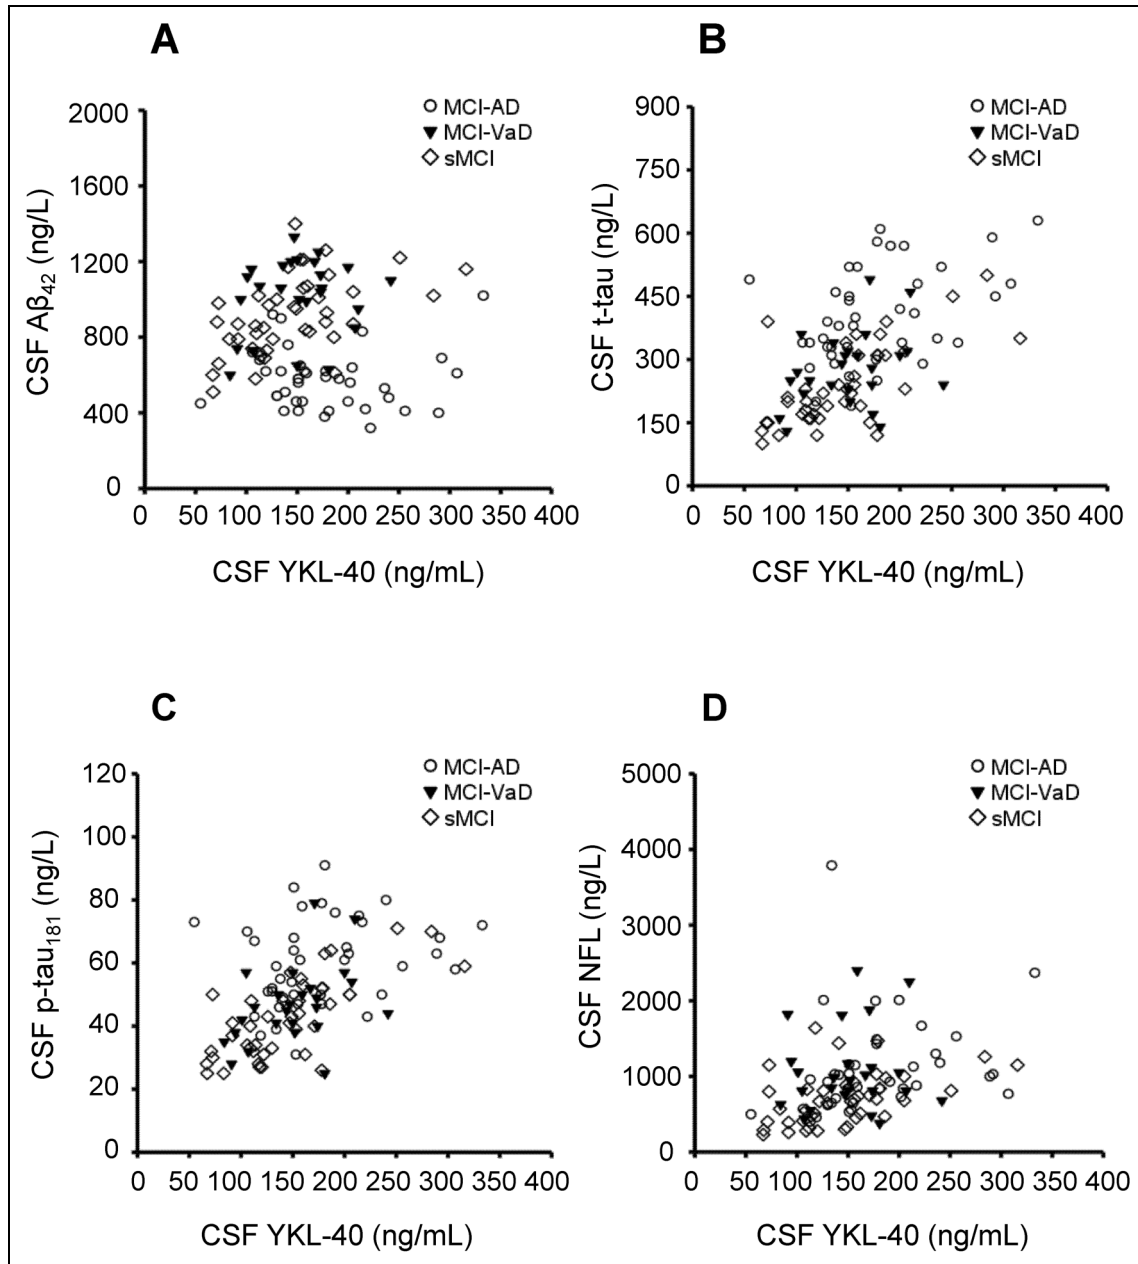 A
2000
1600
1200
800
400
0
CSF Aβ42 (ng/L)
MCI-AD
MCI-VaD
sMCI
0 50 100 150 200 250 300 350 400
CSF YKL-40 (ng/mL)
B
900
750
600
450
300
150
0
CSF t-tau (ng/L)
MCI-AD
MCI-VaD
sMCI
0 50 100 150 200 250 300 350 400
CSF YKL-40 (ng/mL)
C
120
100
80
60
40
20
0
CSF p-tau181 (ng/L)
MCI-AD
MCI-VaD
sMCI
0 50 100 150 200 250 300 350 400
CSF YKL-40 (ng/mL)
D
5000
4000
3000
2000
1000
0
CSF NFL (ng/L)
MCI-AD
MCI-VaD
sMCI
0 50 100 150 200 250 300 350 400
CSF YKL-40 (ng/mL)